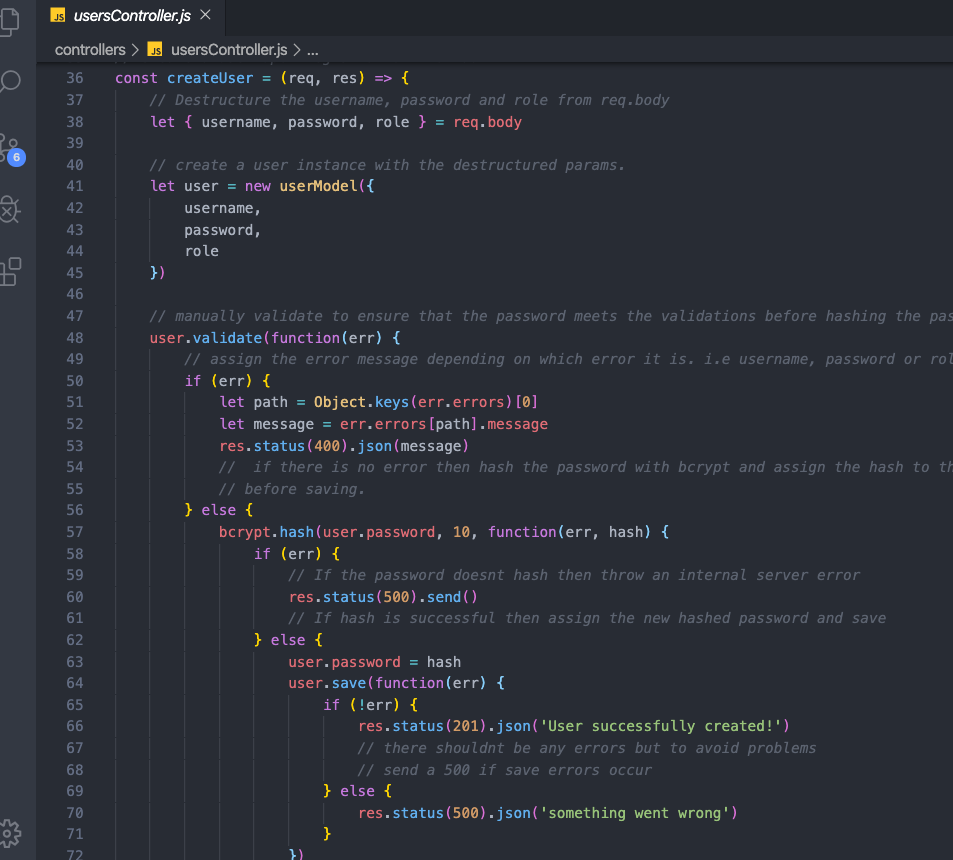 JS usersController.js ×
controllers > JS usersController.js > ...
36 const createUser = (req, res) => {
37 // Destructure the username, password and role from req.body
38 let { username, password, role } = req.body
39
40 // create a user instance with the destructured params.
41 let user = new userModel({
42 username,
43 password,
44 role
45 })
46
47 // manually validate to ensure that the password meets the validations before hashing the pas
48 user.validate(function(err) {
49 // assign the error message depending on which error it is. i.e username, password or rol
50 if (err) {
51 let path = Object.keys(err.errors)[0]
52 let message = err.errors[path].message
53 res.status(400).json(message)
54 //  if there is no error then hash the password with bcrypt and assign the hash to th
55 // before saving.
56 } else {
57 bcrypt.hash(user.password, 10, function(err, hash) {
58 if (err) {
59 // If the password doesnt hash then throw an internal server error
60 res.status(500).send()
61 // If hash is successful then assign the new hashed password and save
62 } else {
63 user.password = hash
64 user.save(function(err) {
65 if (!err) {
66 res.status(201).json('User successfully created!')
67 // there shouldnt be any errors but to avoid problems
68 // send a 500 if save errors occur
69 } else {
70 res.status(500).json('something went wrong')
71 }
72 })
6